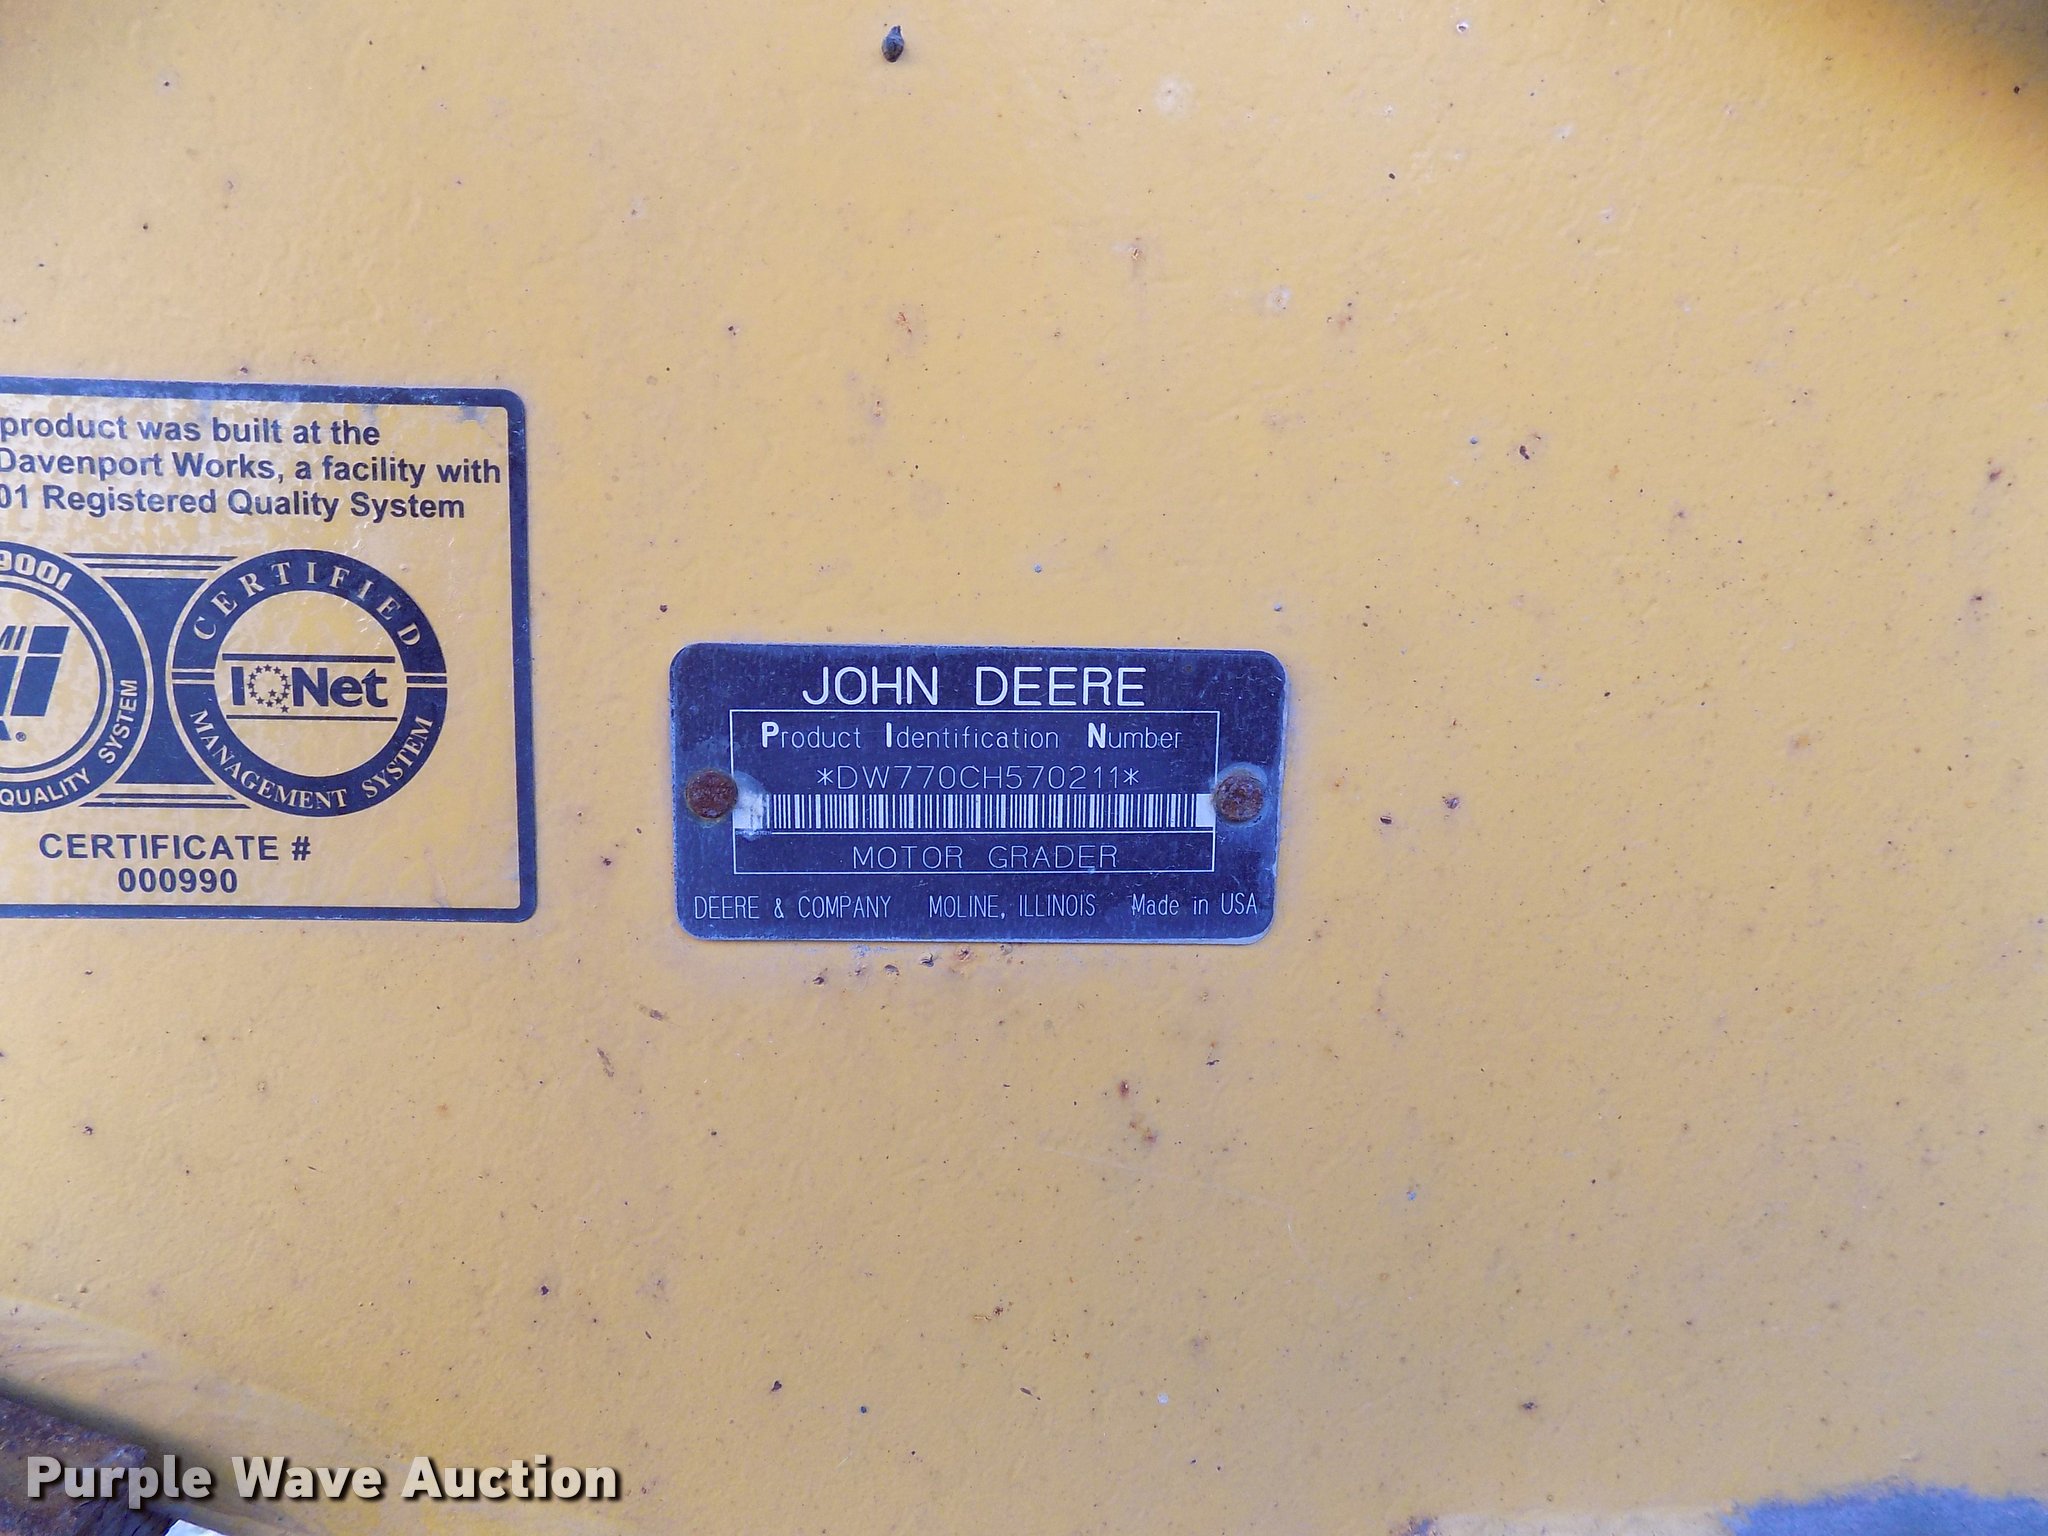 product was built at the
Davenport Works, a facility with
01 Registered Quality System
9001
QUALITY SYSTEM
CERTIFIED
IQNet
MANAGEMENT SYSTEM
CERTIFICATE #
000990
JOHN DEERE
Product Identification Number
*DW770CH570211*
MOTOR GRADER
DEERE & COMPANY MOLINE, ILLINOIS Made in USA
Purple Wave Auction